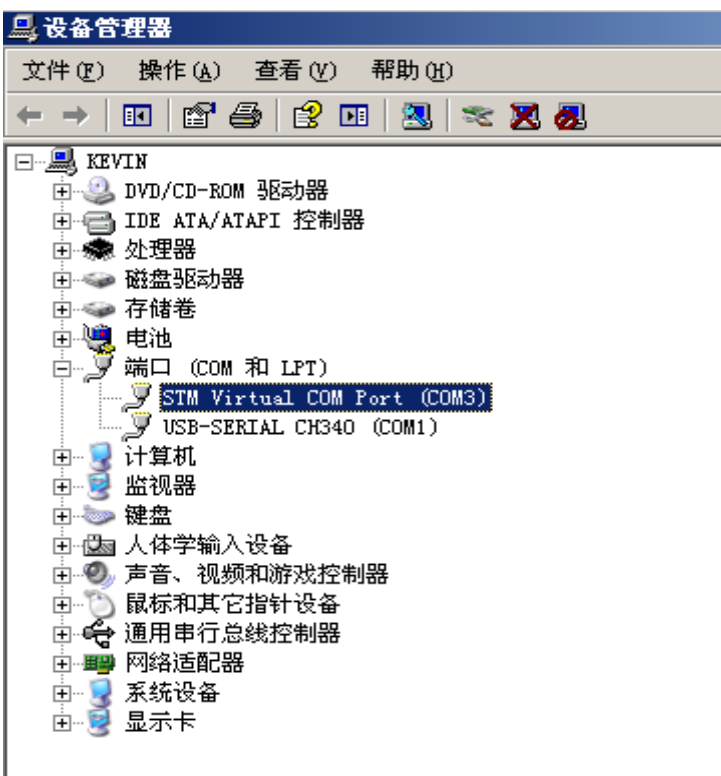 设备管理器
文件(F) 操作(A) 查看(V) 帮助(H)
KEVIN
DVD/CD-ROM 驱动器
IDE ATA/ATAPI 控制器
处理器
磁盘驱动器
存储卷
电池
端口 (COM 和 LPT)
STM Virtual COM Port (COM3)
USB-SERIAL CH340 (COM1)
计算机
监视器
键盘
人体学输入设备
声音、视频和游戏控制器
鼠标和其它指针设备
通用串行总线控制器
网络适配器
系统设备
显示卡